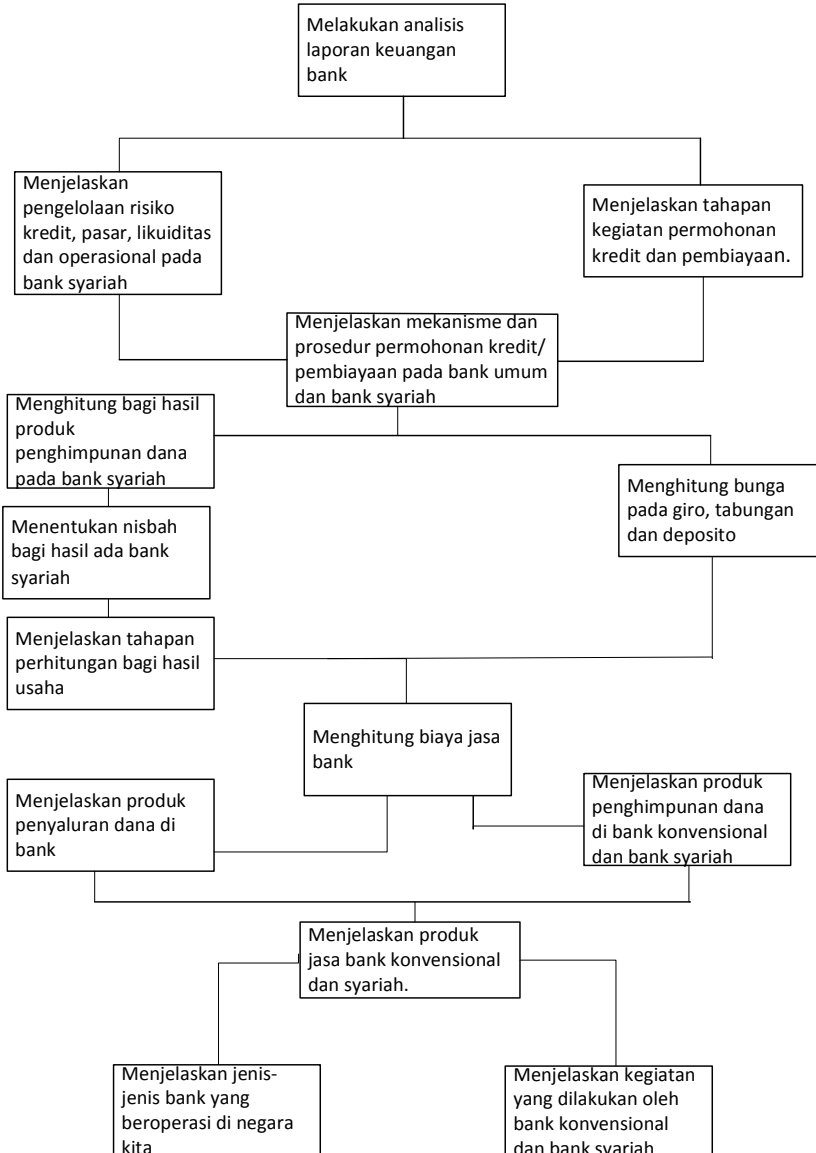 Melakukan analisis
laporan keuangan
bank
Menjelaskan
pengelolaan risiko
kredit, pasar, likuiditas
dan operasional pada
bank syariah
Menjelaskan tahapan
kegiatan permohonan
kredit dan pembiayaan.
Menjelaskan mekanisme dan
prosedur permohonan kredit/
pembiayaan pada bank umum
dan bank syariah
Menghitung bagi hasil
produk
penghimpunan dana
pada bank syariah
Menghitung bunga
pada giro, tabungan
dan deposito
Menentukan nisbah
bagi hasil ada bank
syariah
Menjelaskan tahapan
perhitungan bagi hasil
usaha
Menghitung biaya jasa
bank
Menjelaskan produk
penyaluran dana di
bank
Menjelaskan produk
penghimpunan dana
di bank konvensional
dan bank syariah
Menjelaskan produk
jasa bank konvensional
dan syariah.
Menjelaskan jenis-
jenis bank yang
beroperasi di negara
kita
Menjelaskan kegiatan
yang dilakukan oleh
bank konvensional
dan bank syariah